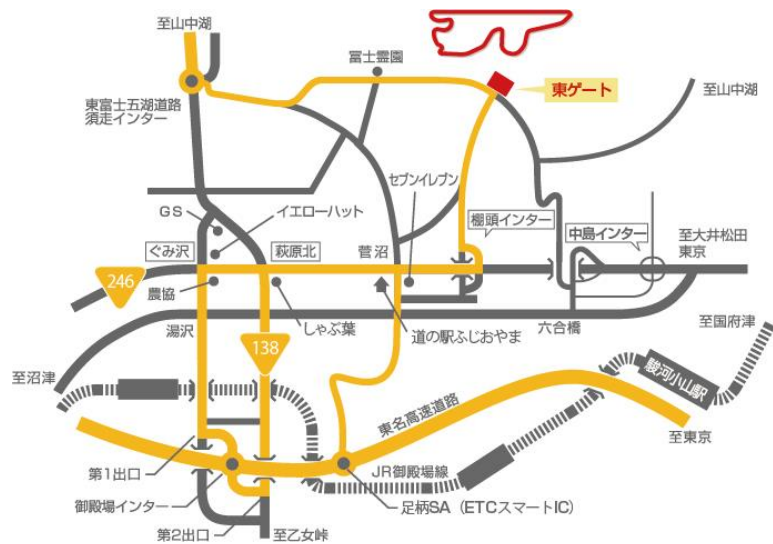 至山中湖
富士霊園
東ゲート
至山中湖
東富士五湖道路
須走インター
セブンイレブン
GS
イエローハット
棚頭インター
中島インター
至大井松田
東京
ぐみ沢
萩原北
菅沼
246
農協
しゃぶ葉
道の駅ふじおやま
六合橋
湯沢
138
至国府津
至沼津
駿河小山駅
東名高速道路
至東京
第1出口
JR御殿場線
御殿場インター
足柄SA（ETCスマートIC）
第2出口
至乙女峠